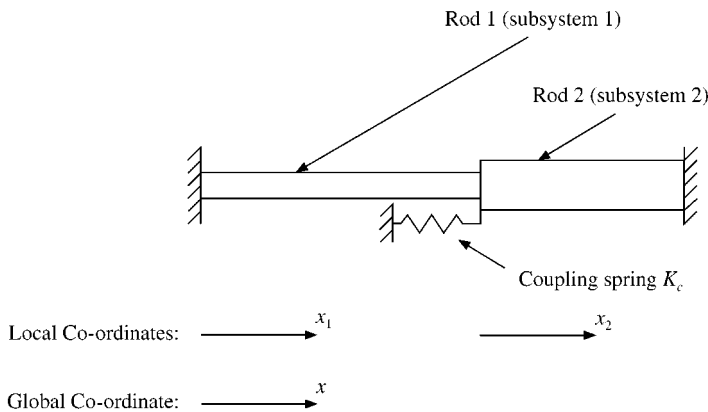 Rod 1 (subsystem 1)
Rod 2 (subsystem 2)
Coupling spring K_c
Local Co-ordinates:
x_1
x_2
Global Co-ordinate:
x